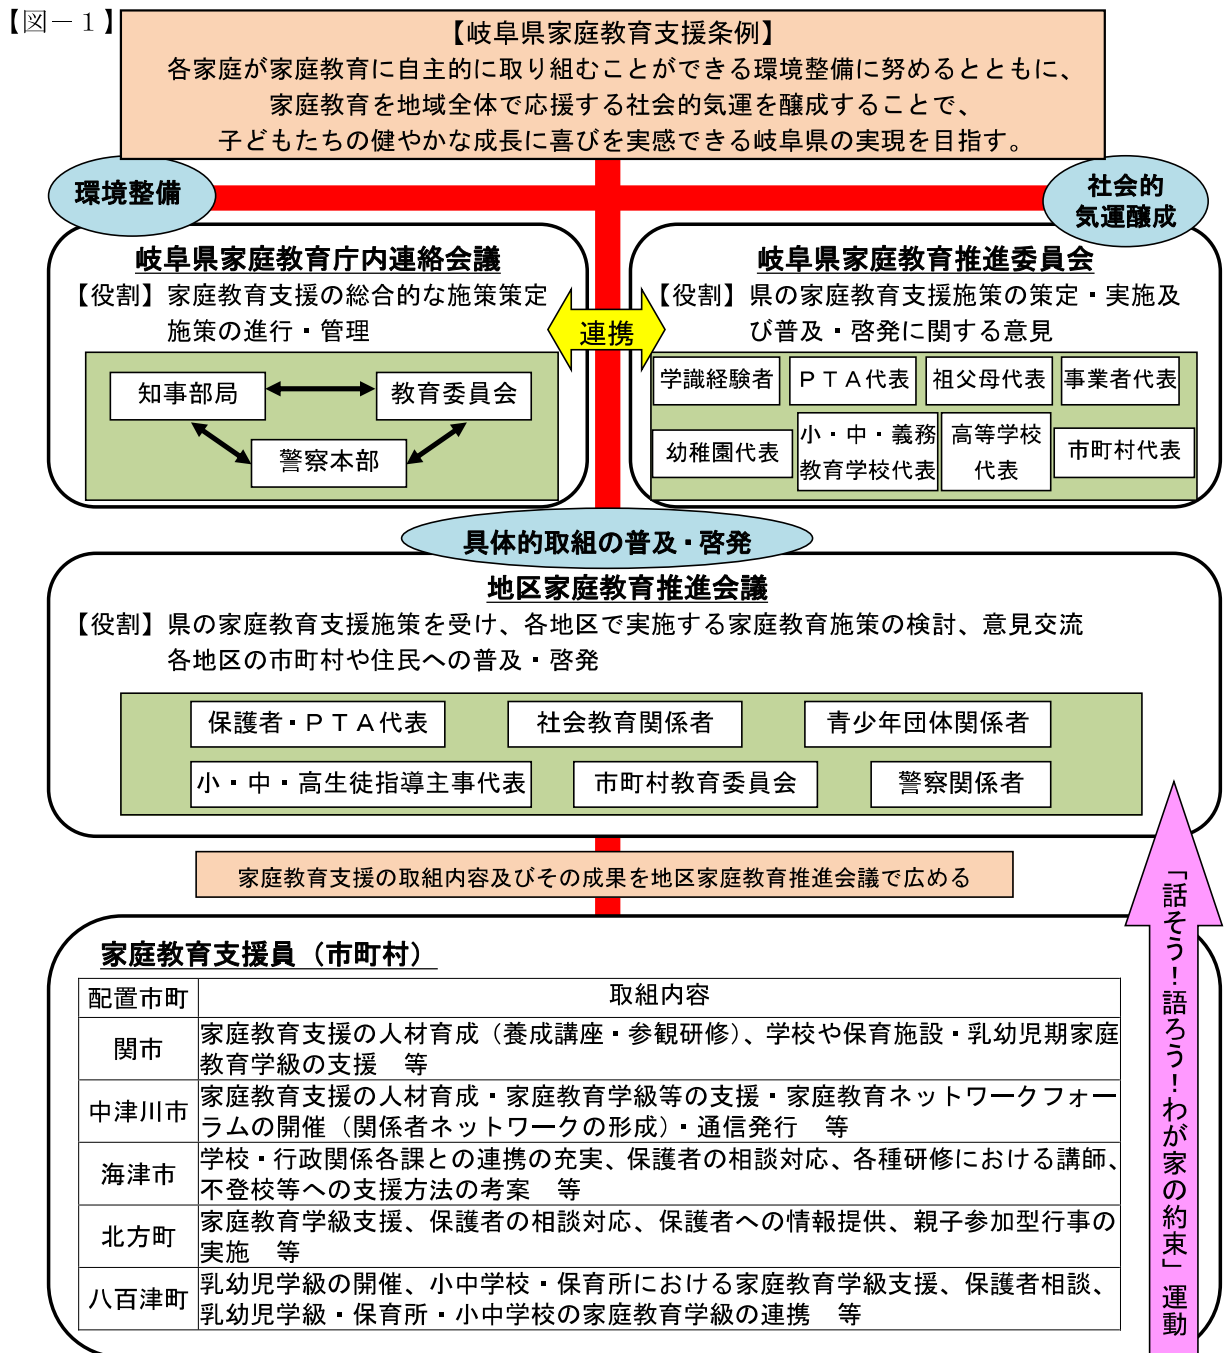 【図－１】
【岐阜県家庭教育支援条例】
各家庭が家庭教育に自主的に取り組むことができる環境整備に努めるとともに、
家庭教育を地域全体で応援する社会的気運を醸成することで、
子どもたちの健やかな成長に喜びを実感できる岐阜県の実現を目指す。
環境整備
社会的
気運醸成
岐阜県家庭教育庁内連絡会議
【役割】家庭教育支援の総合的な施策策定
施策の進行・管理
知事部局
教育委員会
警察本部
連携
岐阜県家庭教育推進委員会
【役割】県の家庭教育支援施策の策定・実施及
び普及・啓発に関する意見
学識経験者
ＰＴＡ代表
祖父母代表
事業者代表
幼稚園代表
小・中・義務
教育学校代表
高等学校
代表
市町村代表
具体的取組の普及・啓発
地区家庭教育推進会議
【役割】県の家庭教育支援施策を受け、各地区で実施する家庭教育施策の検討、意見交流
各地区の市町村や住民への普及・啓発
保護者・ＰＴＡ代表
社会教育関係者
青少年団体関係者
小・中・高生徒指導主事代表
市町村教育委員会
警察関係者
家庭教育支援の取組内容及びその成果を地区家庭教育推進会議で広める
家庭教育支援員（市町村）
配置市町
取組内容
関市
家庭教育支援の人材育成（養成講座・参観研修）、学校や保育施設・乳幼児期家庭
教育学級の支援　等
中津川市
家庭教育支援の人材育成・家庭教育学級等の支援・家庭教育ネットワークフォー
ラムの開催（関係者ネットワークの形成）・通信発行　等
海津市
学校・行政関係各課との連携の充実、保護者の相談対応、各種研修における講師、
不登校等への支援方法の考案　等
北方町
家庭教育学級支援、保護者の相談対応、保護者への情報提供、親子参加型行事の
実施　等
八百津町
乳幼児学級の開催、小中学校・保育所における家庭教育学級支援、保護者相談、
乳幼児学級・保育所・小中学校の家庭教育学級の連携　等
「話そう！語ろう！わが家の約束」運動